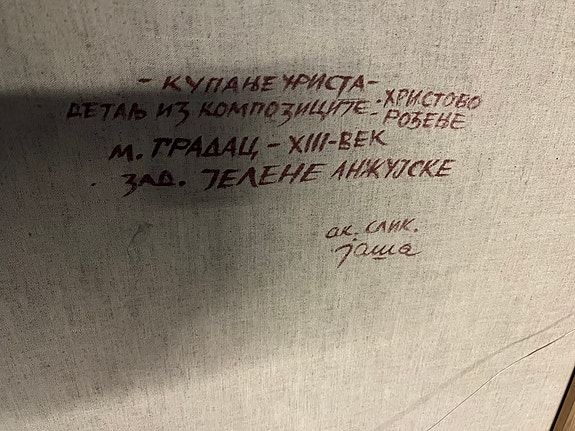 - КУПАЊЕ ХРИСТА -
ДЕТАЉ ИЗ КОМПОЗИЦИЈЕ - ХРИСТОВО
- РОЂЕЊЕ
М. ГРАДАЦ - XIII - ВЕК
ЗАД. ЈЕЛЕНЕ АНЖУЈСКЕ
ак. слик.
јаша